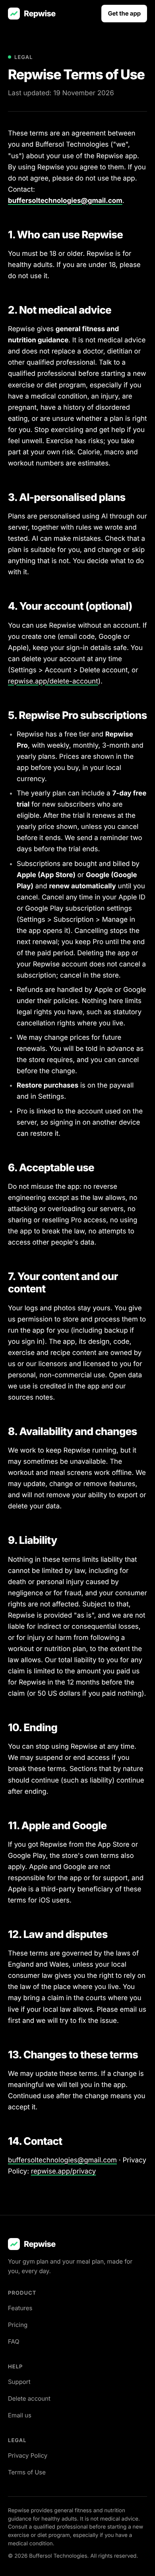 Repwise
Get the app
LEGAL
Repwise Terms of Use
Last updated: 19 November 2026
These terms are an agreement between
you and Buffersol Technologies ("we",
"us") about your use of the Repwise app.
By using Repwise you agree to them. If you
do not agree, please do not use the app.
Contact:
buffersoltechnologies@gmail.com.
1. Who can use Repwise
You must be 18 or older. Repwise is for
healthy adults. If you are under 18, please
do not use it.
2. Not medical advice
Repwise gives general fitness and
nutrition guidance. It is not medical advice
and does not replace a doctor, dietitian or
other qualified professional. Talk to a
qualified professional before starting a new
exercise or diet program, especially if you
have a medical condition, an injury, are
pregnant, have a history of disordered
eating, or are unsure whether a plan is right
for you. Stop exercising and get help if you
feel unwell. Exercise has risks; you take
part at your own risk. Calorie, macro and
workout numbers are estimates.
3. AI-personalised plans
Plans are personalised using AI through our
server, together with rules we wrote and
tested. AI can make mistakes. Check that a
plan is suitable for you, and change or skip
anything that is not. You decide what to do
with it.
4. Your account (optional)
You can use Repwise without an account. If
you create one (email code, Google or
Apple), keep your sign-in details safe. You
can delete your account at any time
(Settings > Account > Delete account, or
repwise.app/delete-account).
5. Repwise Pro subscriptions
• Repwise has a free tier and Repwise
Pro, with weekly, monthly, 3-month and
yearly plans. Prices are shown in the
app before you buy, in your local
currency.
• The yearly plan can include a 7-day free
trial for new subscribers who are
eligible. After the trial it renews at the
yearly price shown, unless you cancel
before it ends. We send a reminder two
days before the trial ends.
• Subscriptions are bought and billed by
Apple (App Store) or Google (Google
Play) and renew automatically until you
cancel. Cancel any time in your Apple ID
or Google Play subscription settings
(Settings > Subscription > Manage in
the app opens it). Cancelling stops the
next renewal; you keep Pro until the end
of the paid period. Deleting the app or
your Repwise account does not cancel a
subscription; cancel in the store.
• Refunds are handled by Apple or Google
under their policies. Nothing here limits
legal rights you have, such as statutory
cancellation rights where you live.
• We may change prices for future
renewals. You will be told in advance as
the store requires, and you can cancel
before the change.
• Restore purchases is on the paywall
and in Settings.
• Pro is linked to the account used on the
server, so signing in on another device
can restore it.
6. Acceptable use
Do not misuse the app: no reverse
engineering except as the law allows, no
attacking or overloading our servers, no
sharing or reselling Pro access, no using
the app to break the law, no attempts to
access other people's data.
7. Your content and our
content
Your logs and photos stay yours. You give
us permission to store and process them to
run the app for you (including backup if
you sign in). The app, its design, code,
exercise and recipe content are owned by
us or our licensors and licensed to you for
personal, non-commercial use. Open data
we use is credited in the app and our
sources notes.
8. Availability and changes
We work to keep Repwise running, but it
may sometimes be unavailable. The
workout and meal screens work offline. We
may update, change or remove features,
and will not remove your ability to export or
delete your data.
9. Liability
Nothing in these terms limits liability that
cannot be limited by law, including for
death or personal injury caused by
negligence or for fraud, and your consumer
rights are not affected. Subject to that,
Repwise is provided "as is", and we are not
liable for indirect or consequential losses,
or for injury or harm from following a
workout or nutrition plan, to the extent the
law allows. Our total liability to you for any
claim is limited to the amount you paid us
for Repwise in the 12 months before the
claim (or 50 US dollars if you paid nothing).
10. Ending
You can stop using Repwise at any time.
We may suspend or end access if you
break these terms. Sections that by nature
should continue (such as liability) continue
after ending.
11. Apple and Google
If you got Repwise from the App Store or
Google Play, the store's own terms also
apply. Apple and Google are not
responsible for the app or for support, and
Apple is a third-party beneficiary of these
terms for iOS users.
12. Law and disputes
These terms are governed by the laws of
England and Wales, unless your local
consumer law gives you the right to rely on
the law of the place where you live. You
may bring a claim in the courts where you
live if your local law allows. Please email us
first and we will try to fix the issue.
13. Changes to these terms
We may update these terms. If a change is
meaningful we will tell you in the app.
Continued use after the change means you
accept it.
14. Contact
buffersoltechnologies@gmail.com · Privacy
Policy: repwise.app/privacy
Repwise
Your gym plan and your meal plan, made for
you, every day.
PRODUCT
Features
Pricing
FAQ
HELP
Support
Delete account
Email us
LEGAL
Privacy Policy
Terms of Use
Repwise provides general fitness and nutrition
guidance for healthy adults. It is not medical advice.
Consult a qualified professional before starting a new
exercise or diet program, especially if you have a
medical condition.
© 2026 Buffersol Technologies. All rights reserved.